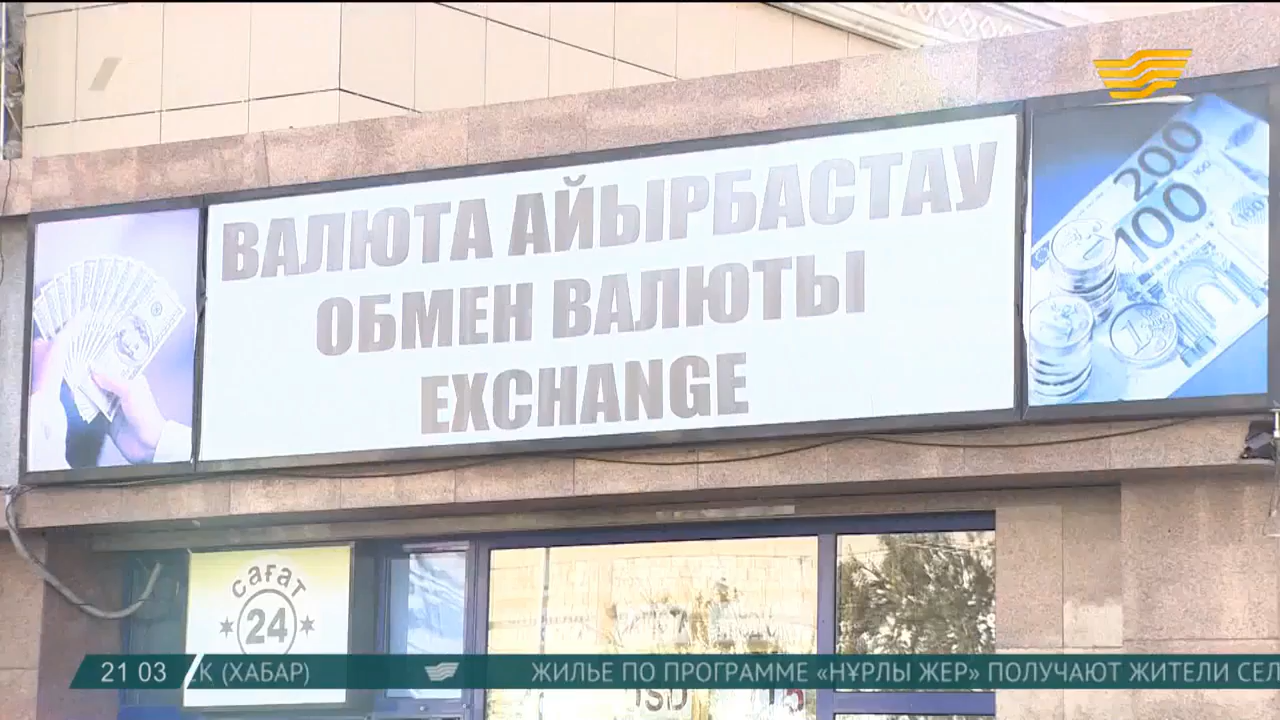 ВАЛЮТА АЙЫРБАСТАУ
ОБМЕН ВАЛЮТЫ
EXCHANGE
200
100
сағат
24
21 03
К (ХАБАР)
ЖИЛЬЕ ПО ПРОГРАММЕ «НҰРЛЫ ЖЕР» ПОЛУЧАЮТ ЖИТЕЛИ СЕЛ